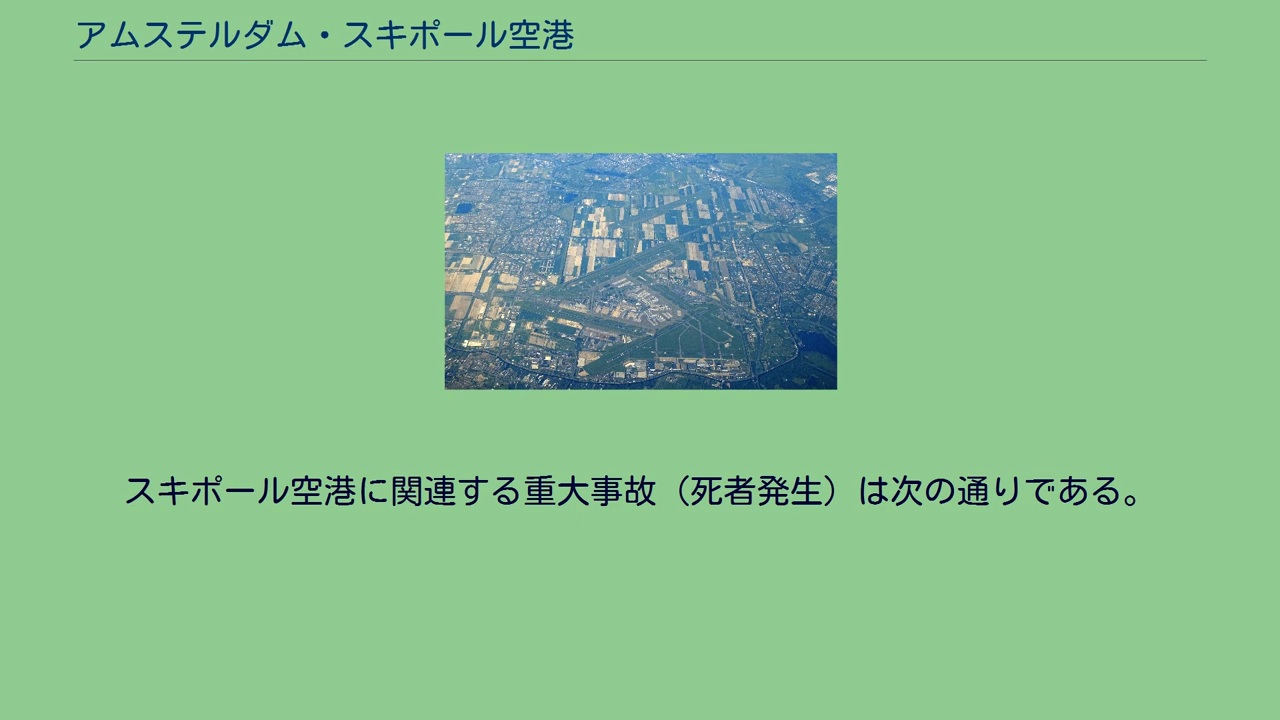 アムステルダム・スキポール空港
スキポール空港に関連する重大事故（死者発生）は次の通りである。